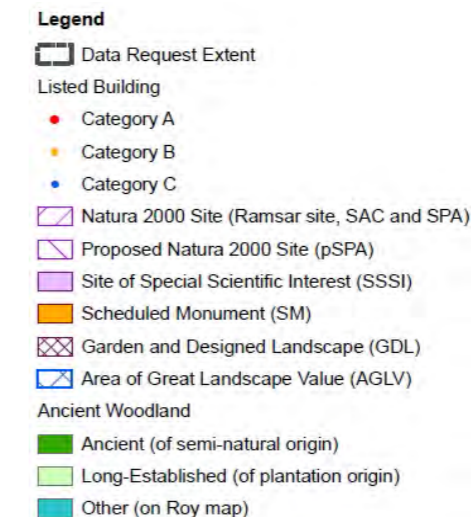 Legend
Data Request Extent
Listed Building
Category A
Category B
Category C
Natura 2000 Site (Ramsar site, SAC and SPA)
Proposed Natura 2000 Site (pSPA)
Site of Special Scientific Interest (SSSI)
Scheduled Monument (SM)
Garden and Designed Landscape (GDL)
Area of Great Landscape Value (AGLV)
Ancient Woodland
Ancient (of semi-natural origin)
Long-Established (of plantation origin)
Other (on Roy map)